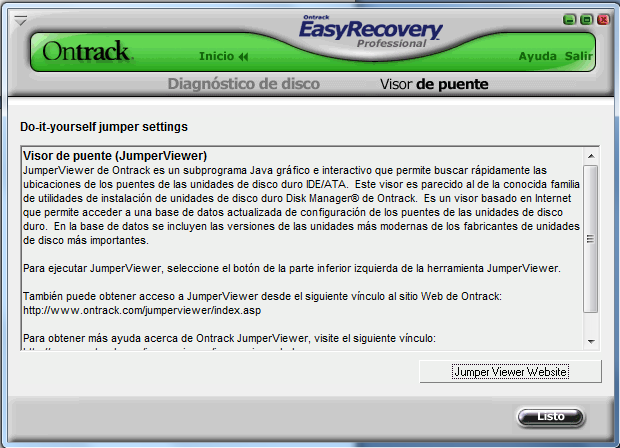 Ontrack
EasyRecovery
Professional
Ontrack
Inicio
Ayuda Salir
Diagnóstico de disco Visor de puente
Do-it-yourself jumper settings
Visor de puente (JumperViewer)
JumperViewer de Ontrack es un subprograma Java gráfico e interactivo que permite buscar rápidamente las
ubicaciones de los puentes de las unidades de disco duro IDE/ATA. Este visor es parecido al de la conocida familia
de utilidades de instalación de unidades de disco duro Disk Manager® de Ontrack. Es un visor basado en Internet
que permite acceder a una base de datos actualizada de configuración de los puentes de las unidades de disco
duro. En la base de datos se incluyen las versiones de las unidades más modernas de los fabricantes de unidades
de disco más importantes.
Para ejecutar JumperViewer, seleccione el botón de la parte inferior izquierda de la herramienta JumperViewer.
También puede obtener acceso a JumperViewer desde el siguiente vínculo al sitio Web de Ontrack:
http://www.ontrack.com/jumperviewer/index.asp
Para obtener más ayuda acerca de Ontrack JumperViewer, visite el siguiente vínculo:
Jumper Viewer Website
Listo